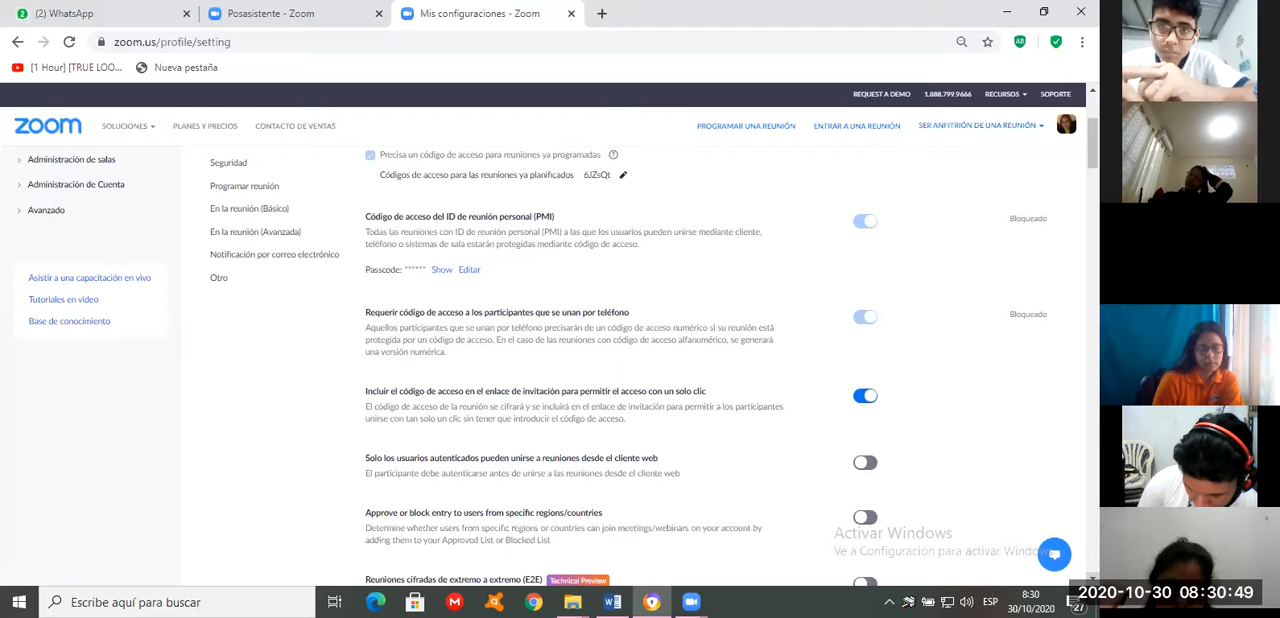 2 (2) WhatsApp
Posasistente - Zoom
Mis configuraciones - Zoom
zoom.us/profile/setting
[1 Hour] [TRUE LOO...
Nueva pestaña
REQUEST A DEMO 1.888.799.9666 RECURSOS SOPORTE
zoom SOLUCIONES PLANES Y PRECIOS CONTACTO DE VENTAS PROGRAMAR UNA REUNIÓN ENTRAR A UNA REUNIÓN SER ANFITRIÓN DE UNA REUNIÓN
Administración de salas
Administración de Cuenta
Avanzado
Asistir a una capacitación en vivo
Tutoriales en vídeo
Base de conocimiento
Seguridad
Programar reunión
En la reunión (Básico)
En la reunión (Avanzada)
Notificación por correo electrónico
Otro
Precisa un código de acceso para reuniones ya programadas
Códigos de acceso para las reuniones ya planificados 6JZsQt
Código de acceso del ID de reunión personal (PMI)
Bloqueado
Todas las reuniones con ID de reunión personal (PMI) a las que los usuarios pueden unirse mediante cliente,
teléfono o sistemas de sala estarán protegidas mediante código de acceso.
Passcode: ****** Show Editar
Requerir código de acceso a los participantes que se unan por teléfono
Bloqueado
Aquellos participantes que se unan por teléfono precisarán de un código de acceso numérico si su reunión está
protegida por un código de acceso. En el caso de las reuniones con código de acceso alfanumérico, se generará
una versión numérica.
Incluir el código de acceso en el enlace de invitación para permitir el acceso con un solo clic
El código de acceso de la reunión se cifrará y se incluirá en el enlace de invitación para permitir a los participantes
unirse con tan solo un clic sin tener que introducir el código de acceso.
Solo los usuarios autenticados pueden unirse a reuniones desde el cliente web
El participante debe autenticarse antes de unirse a las reuniones desde el cliente web
Approve or block entry to users from specific regions/countries
Determine whether users from specific regions or countries can join meetings/webinars on your account by
adding them to your Approved List or Blocked List
Reuniones cifradas de extremo a extremo (E2E) Technical Preview
Activar Windows
Ve a Configuración para activar Windows
Escribe aquí para buscar
ESP
8:30
30/10/2020
27
2020-10-30 08:30:49